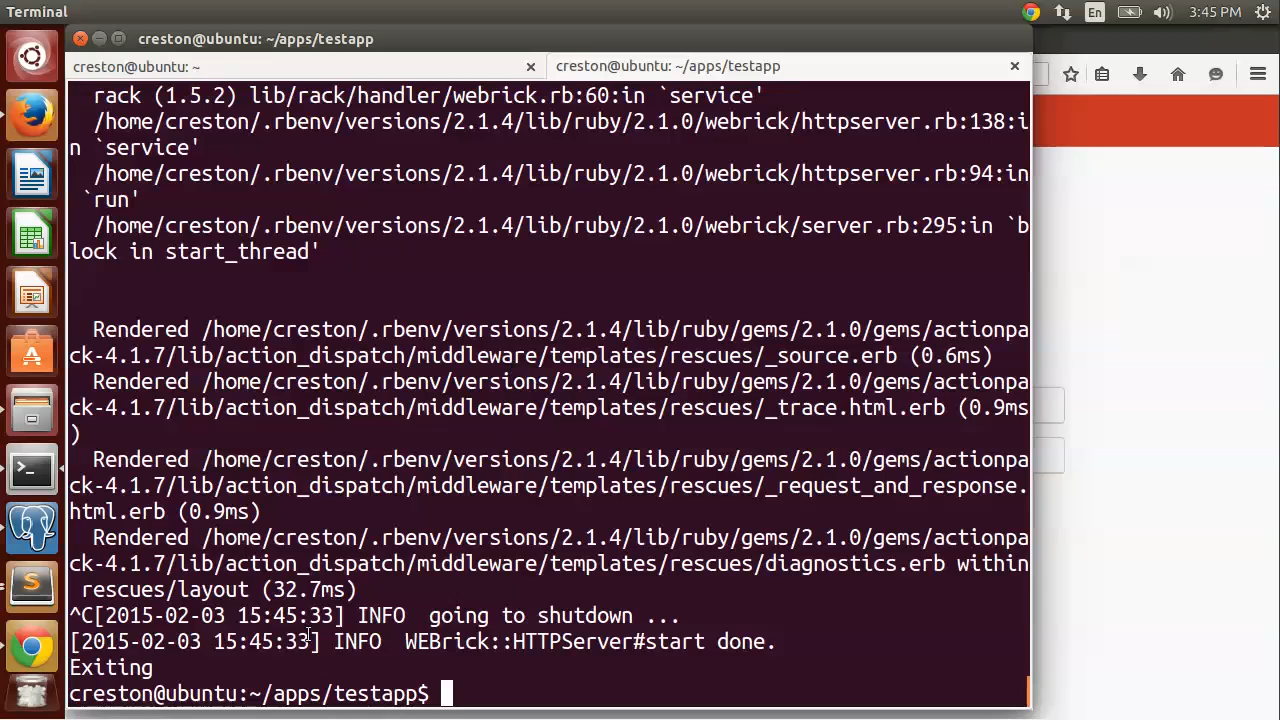 Terminal
En
3:45 PM
creston@ubuntu: ~/apps/testapp
creston@ubuntu: ~
creston@ubuntu: ~/apps/testapp
rack (1.5.2) lib/rack/handler/webrick.rb:60:in `service'
/home/creston/.rbenv/versions/2.1.4/lib/ruby/2.1.0/webrick/httpserver.rb:138:i
n `service'
/home/creston/.rbenv/versions/2.1.4/lib/ruby/2.1.0/webrick/httpserver.rb:94:in
`run'
/home/creston/.rbenv/versions/2.1.4/lib/ruby/2.1.0/webrick/server.rb:295:in `b
lock in start_thread'
Rendered /home/creston/.rbenv/versions/2.1.4/lib/ruby/gems/2.1.0/gems/actionpa
ck-4.1.7/lib/action_dispatch/middleware/templates/rescues/_source.erb (0.6ms)
Rendered /home/creston/.rbenv/versions/2.1.4/lib/ruby/gems/2.1.0/gems/actionpa
ck-4.1.7/lib/action_dispatch/middleware/templates/rescues/_trace.html.erb (0.9ms
)
Rendered /home/creston/.rbenv/versions/2.1.4/lib/ruby/gems/2.1.0/gems/actionpa
ck-4.1.7/lib/action_dispatch/middleware/templates/rescues/_request_and_response.
html.erb (0.9ms)
Rendered /home/creston/.rbenv/versions/2.1.4/lib/ruby/gems/2.1.0/gems/actionpa
ck-4.1.7/lib/action_dispatch/middleware/templates/rescues/diagnostics.erb within
rescues/layout (32.7ms)
^C[2015-02-03 15:45:33] INFO  going to shutdown ...
[2015-02-03 15:45:33] INFO  WEBrick::HTTPServer#start done.
Exiting
creston@ubuntu:~/apps/testapp$